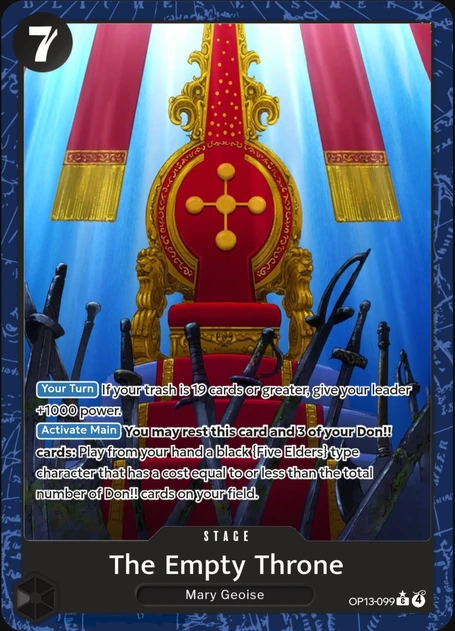 7
Your Turn If your trash is 19 cards or greater, give your leader
+1000 power.
Activate Main You may rest this card and 3 of your Don!!
cards: Play from your hand a black {Five Elders} type
character that has a cost equal to or less than the total
number of Don!! cards on your field.
STAGE
The Empty Throne
Mary Geoise
OP13-099 4